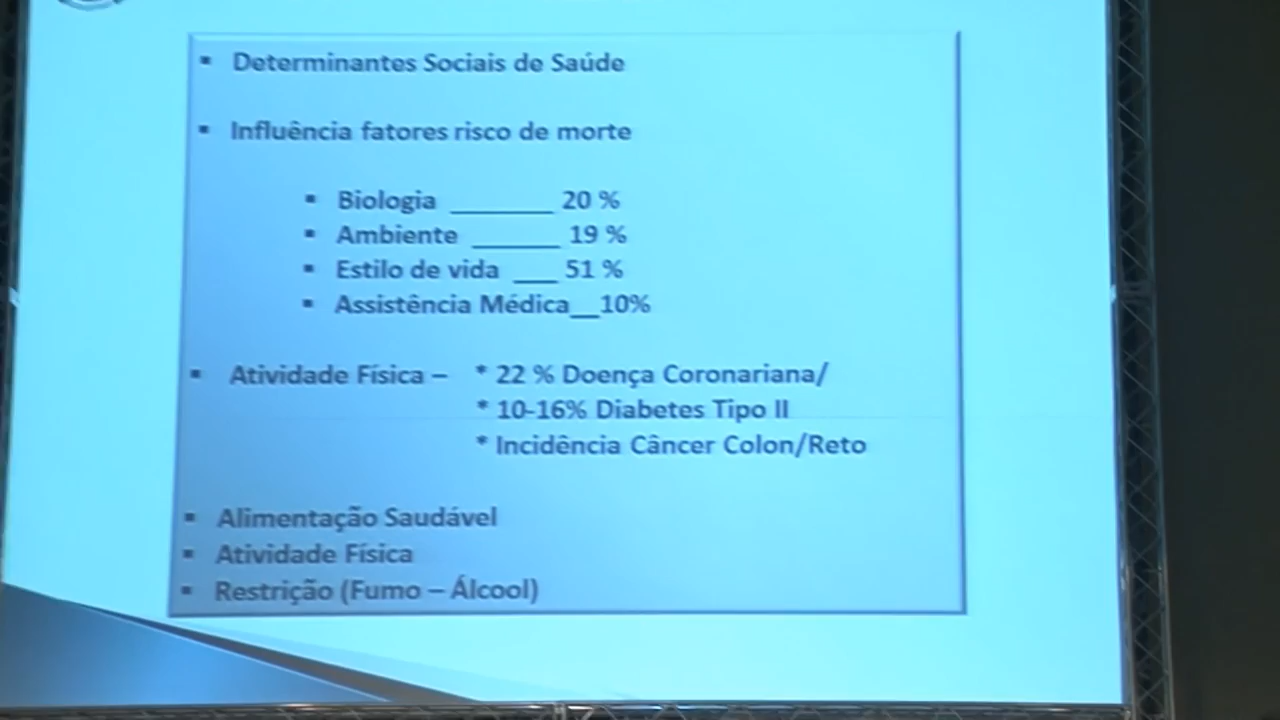 ▪ Determinantes Sociais de Saúde
▪ Influência fatores risco de morte
▪ Biologia ________ 20 %
▪ Ambiente _______ 19 %
▪ Estilo de vida ___ 51 %
▪ Assistência Médica__10%
▪ Atividade Física – * 22 % Doença Coronariana/
* 10-16% Diabetes Tipo II
* Incidência Câncer Colon/Reto
▪ Alimentação Saudável
▪ Atividade Física
▪ Restrição (Fumo – Álcool)